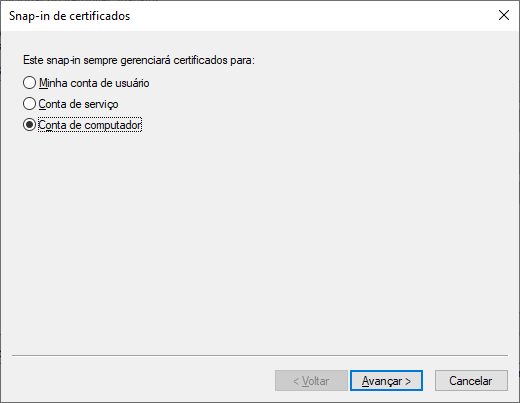 Snap-in de certificados
Este snap-in sempre gerenciará certificados para:
Minha conta de usuário
Conta de serviço
Conta de computador
< Voltar
Avançar >
Cancelar